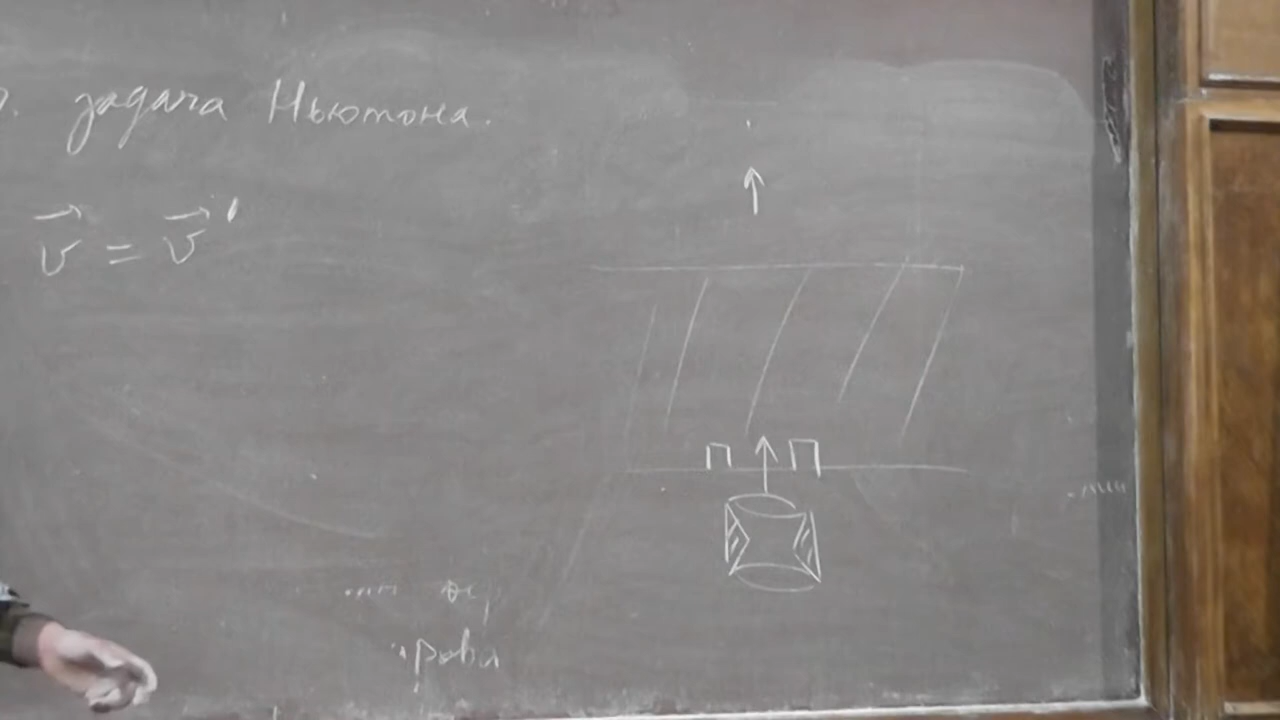 задача Ньютона.
v⃗ = v⃗ '